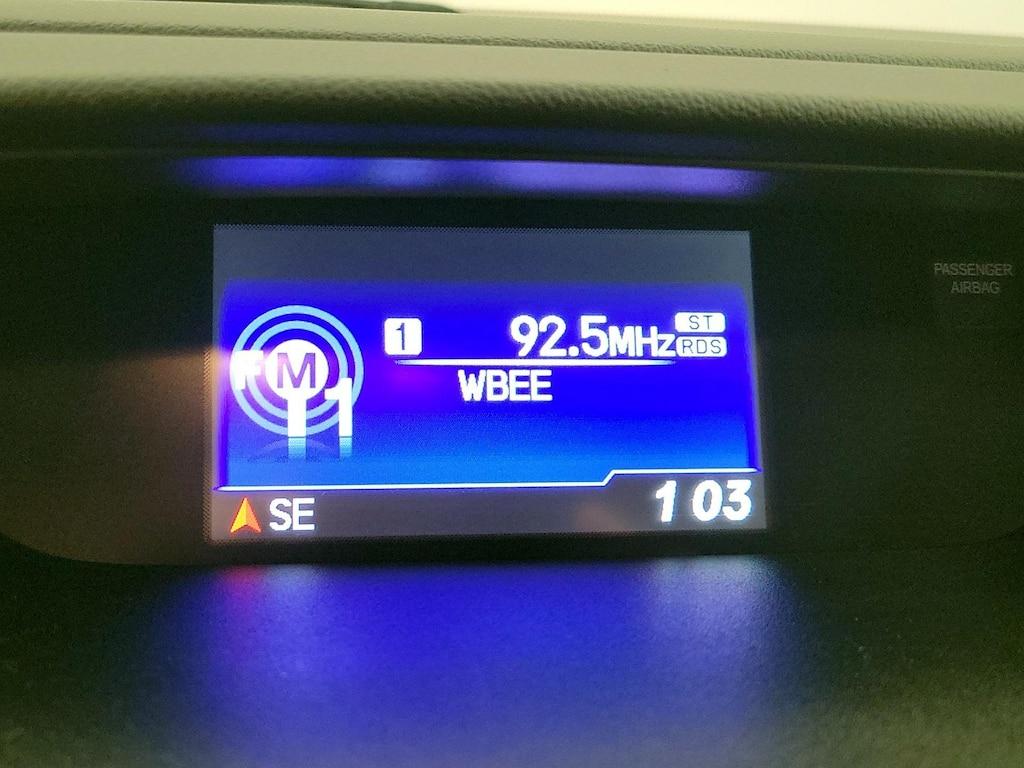 PASSENGER
AIRBAG
FM
1
1 92.5MHz ST
RDS
WBEE
SE 1 03